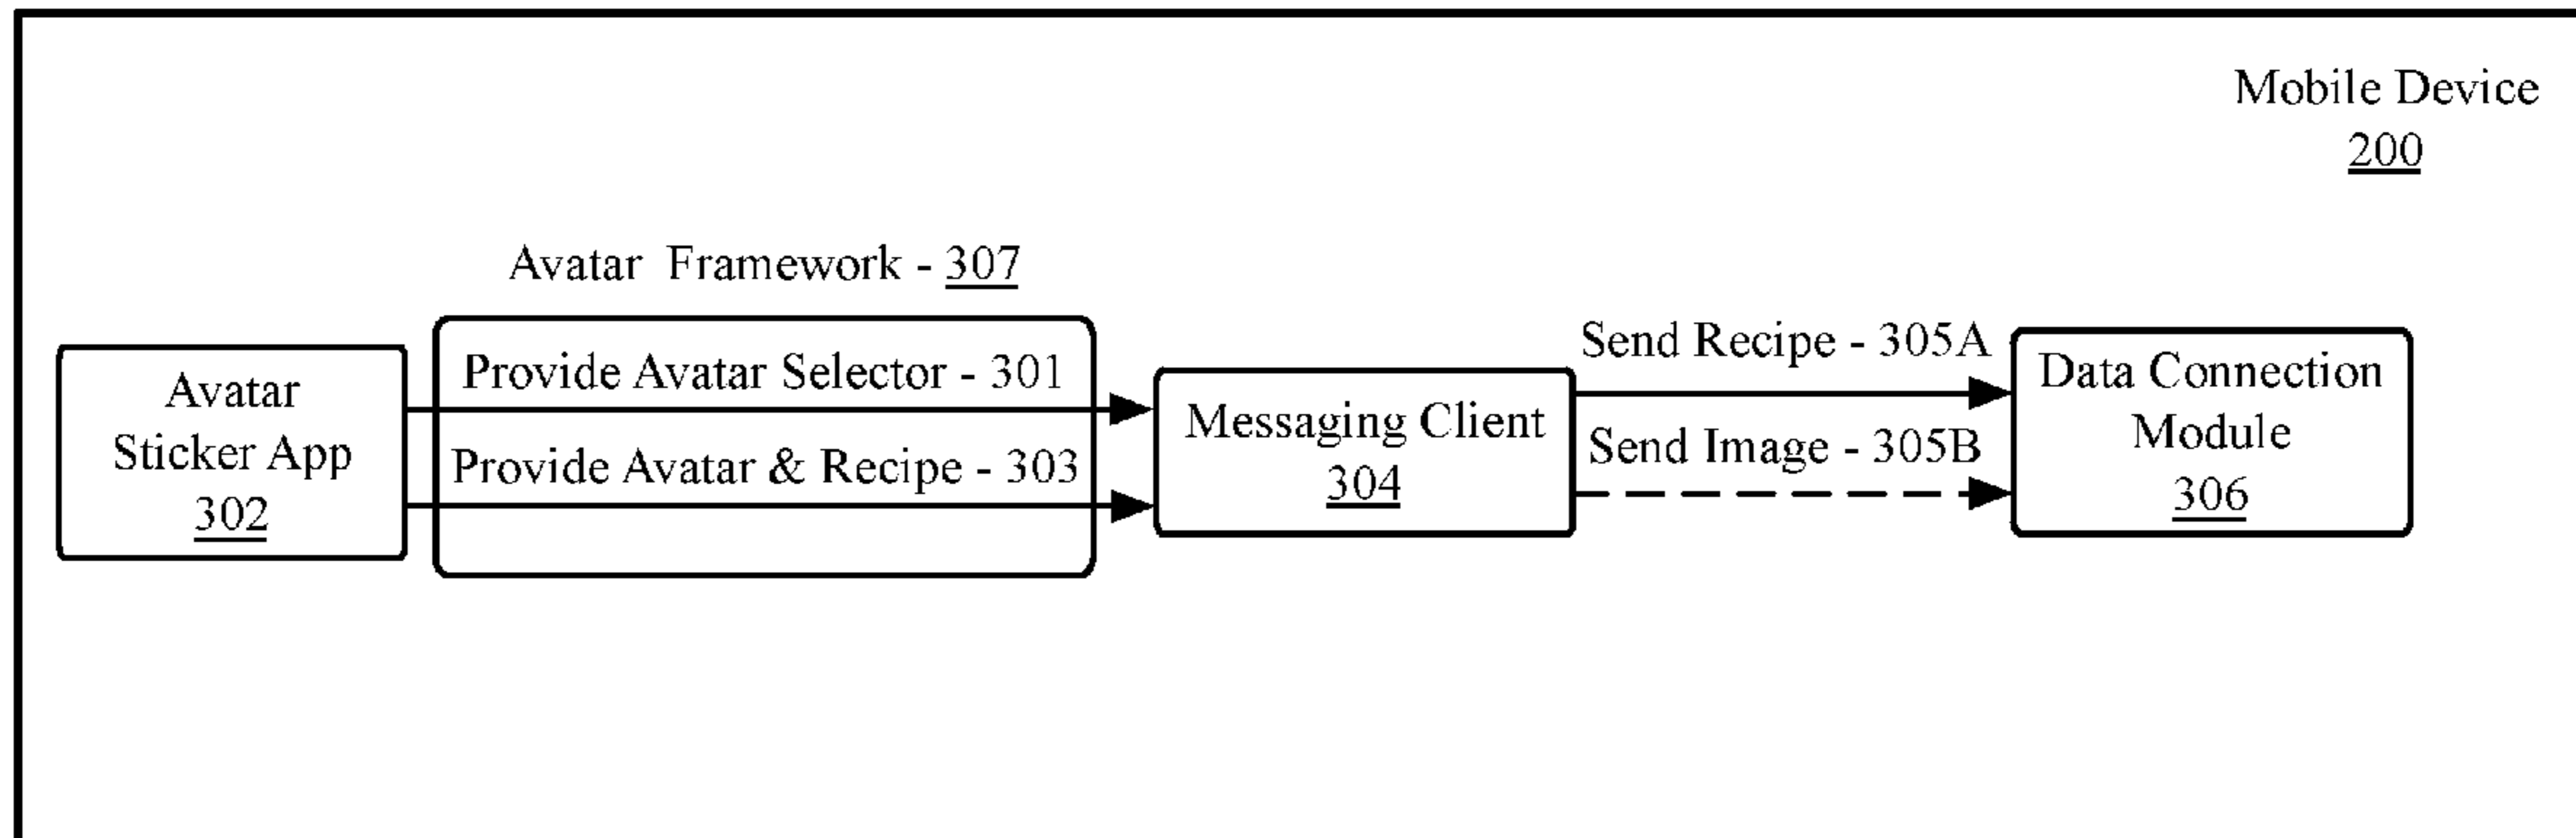 Mobile Device
200
Avatar Framework - 307
Avatar
Sticker App
302
Provide Avatar Selector - 301
Provide Avatar & Recipe - 303
Messaging Client
304
Send Recipe - 305A
Send Image - 305B
Data Connection
Module
306